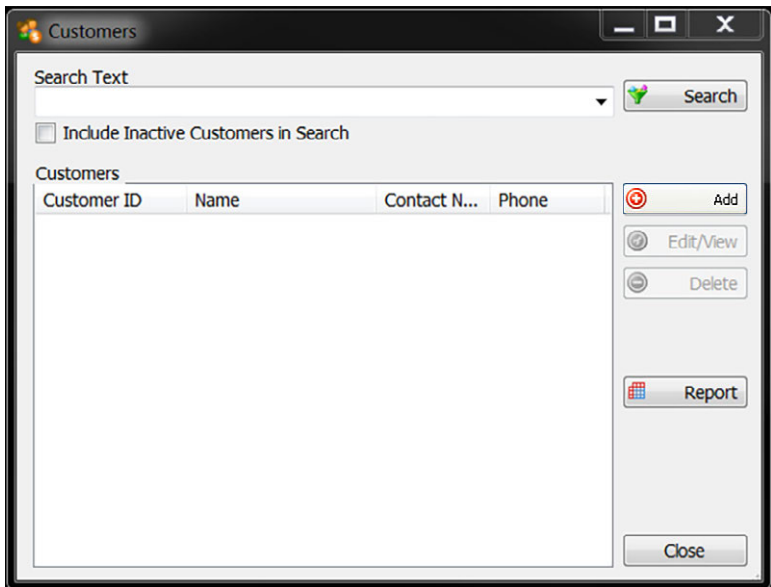 Customers
Search Text
Search
Include Inactive Customers in Search
Customers
Customer ID Name Contact N... Phone
Add
Edit/View
Delete
Report
Close